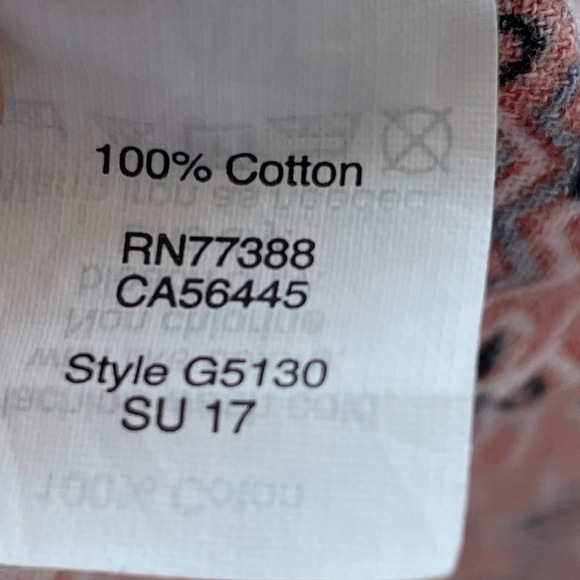 100% Cotton
RN77388
CA56445
Style G5130
SU 17